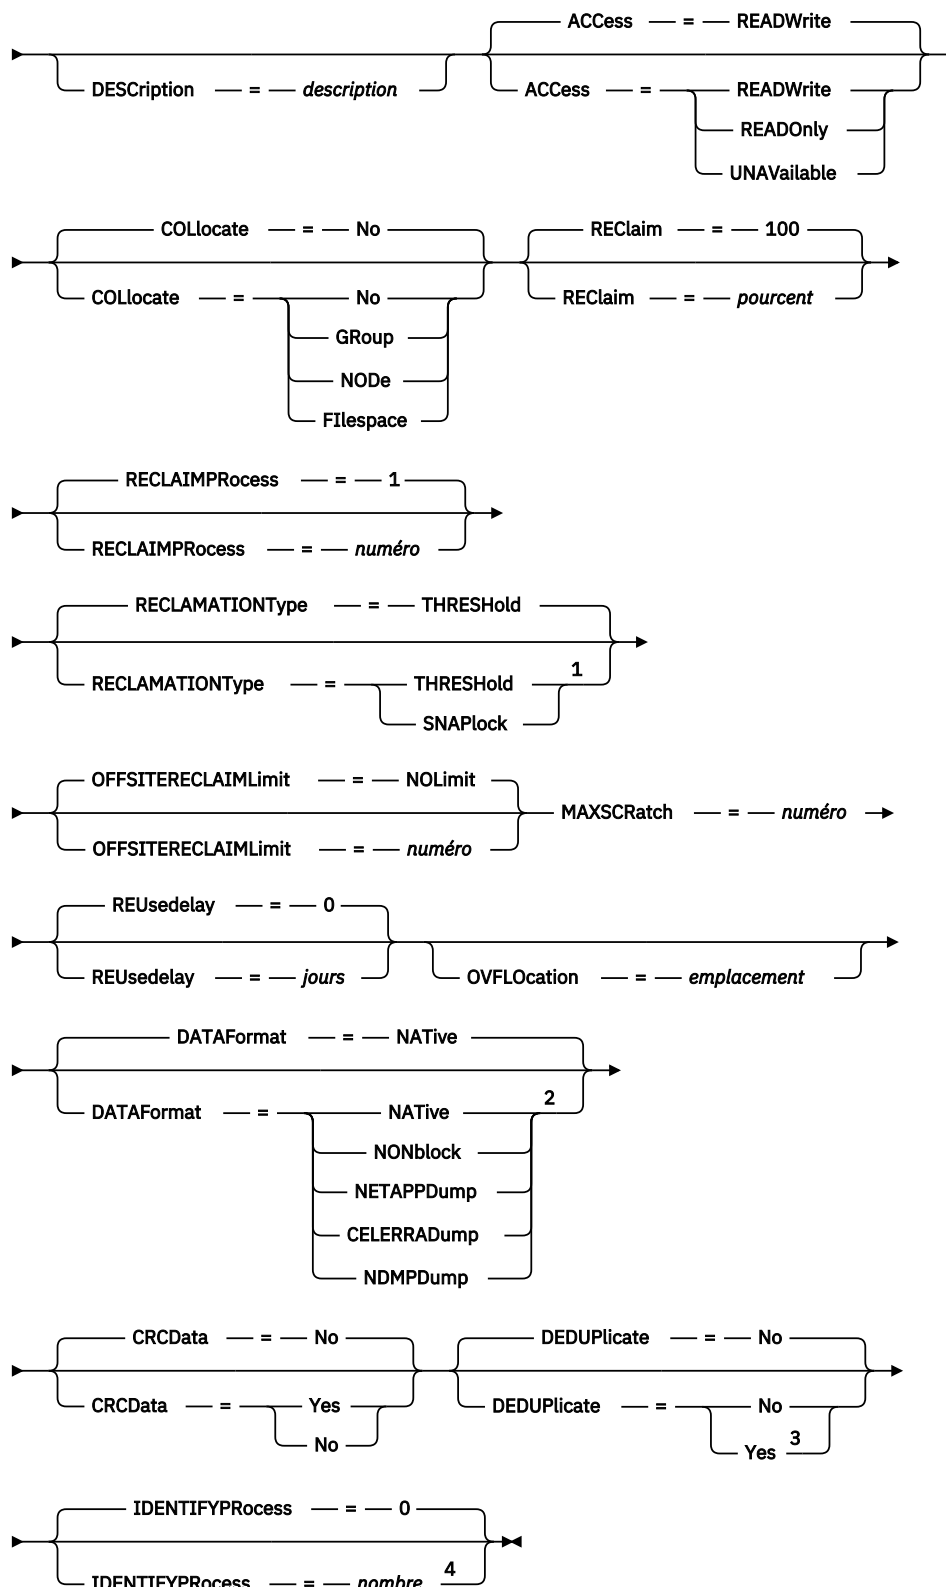 ACCess = READWrite
DESCription = description ACCess = READWrite
READOnly
UNAVailable
COLlocate = No REClaim = 100
COLlocate = No REClaim = pourcent
GRoup
NODe
FIlespace
RECLAIMPRocess = 1
RECLAIMPRocess = numéro
RECLAMATIONType = THRESHold
RECLAMATIONType = THRESHold 1
SNAPlock
OFFSITERECLAIMLimit = NOLimit
MAXSCRatch = numéro
OFFSITERECLAIMLimit = numéro
REUsedelay = 0
REUsedelay = jours OVFLOcation = emplacement
DATAFormat = NATive
DATAFormat = NATive 2
NONblock
NETAPPDump
CELERRADump
NDMPDump
CRCData = No DEDUPlicate = No
CRCData = Yes DEDUPlicate = No
No Yes 3
IDENTIFYPRocess = 0
IDENTIFYPRocess = nombre 4